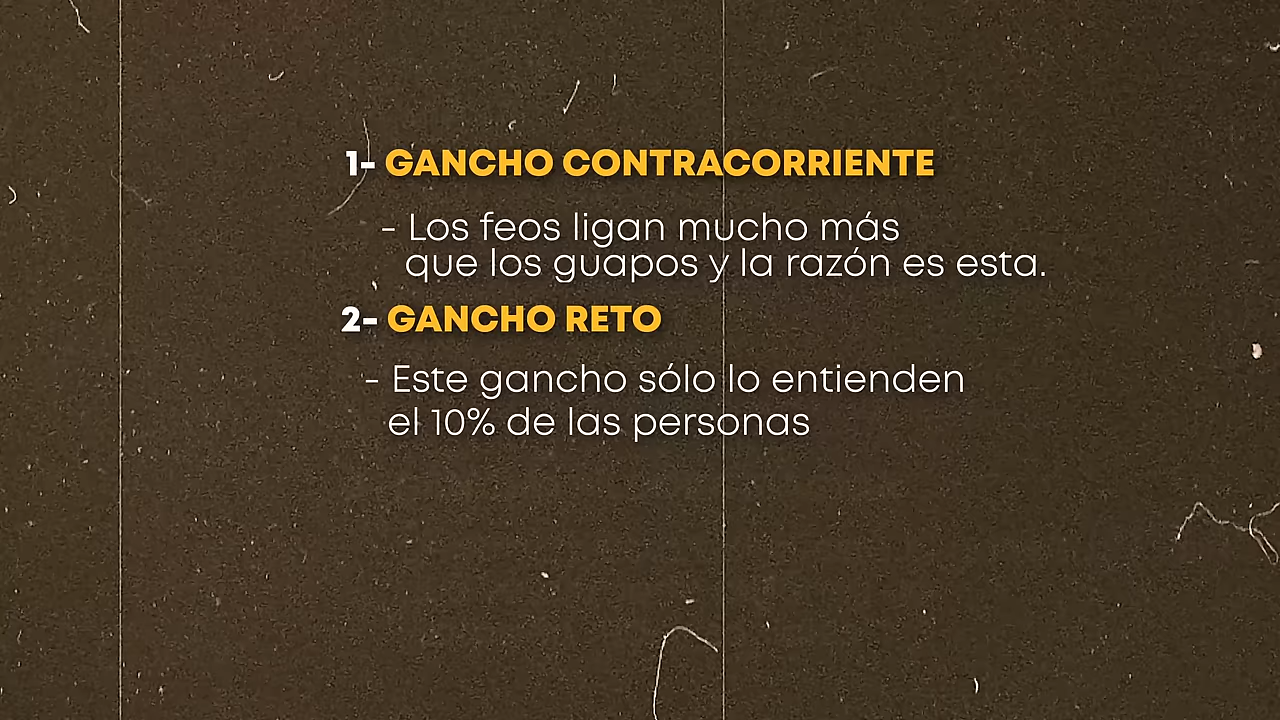 1- GANCHO CONTRACORRIENTE
- Los feos ligan mucho más
que los guapos y la razón es esta.
2- GANCHO RETO
- Este gancho sólo lo entienden
el 10% de las personas